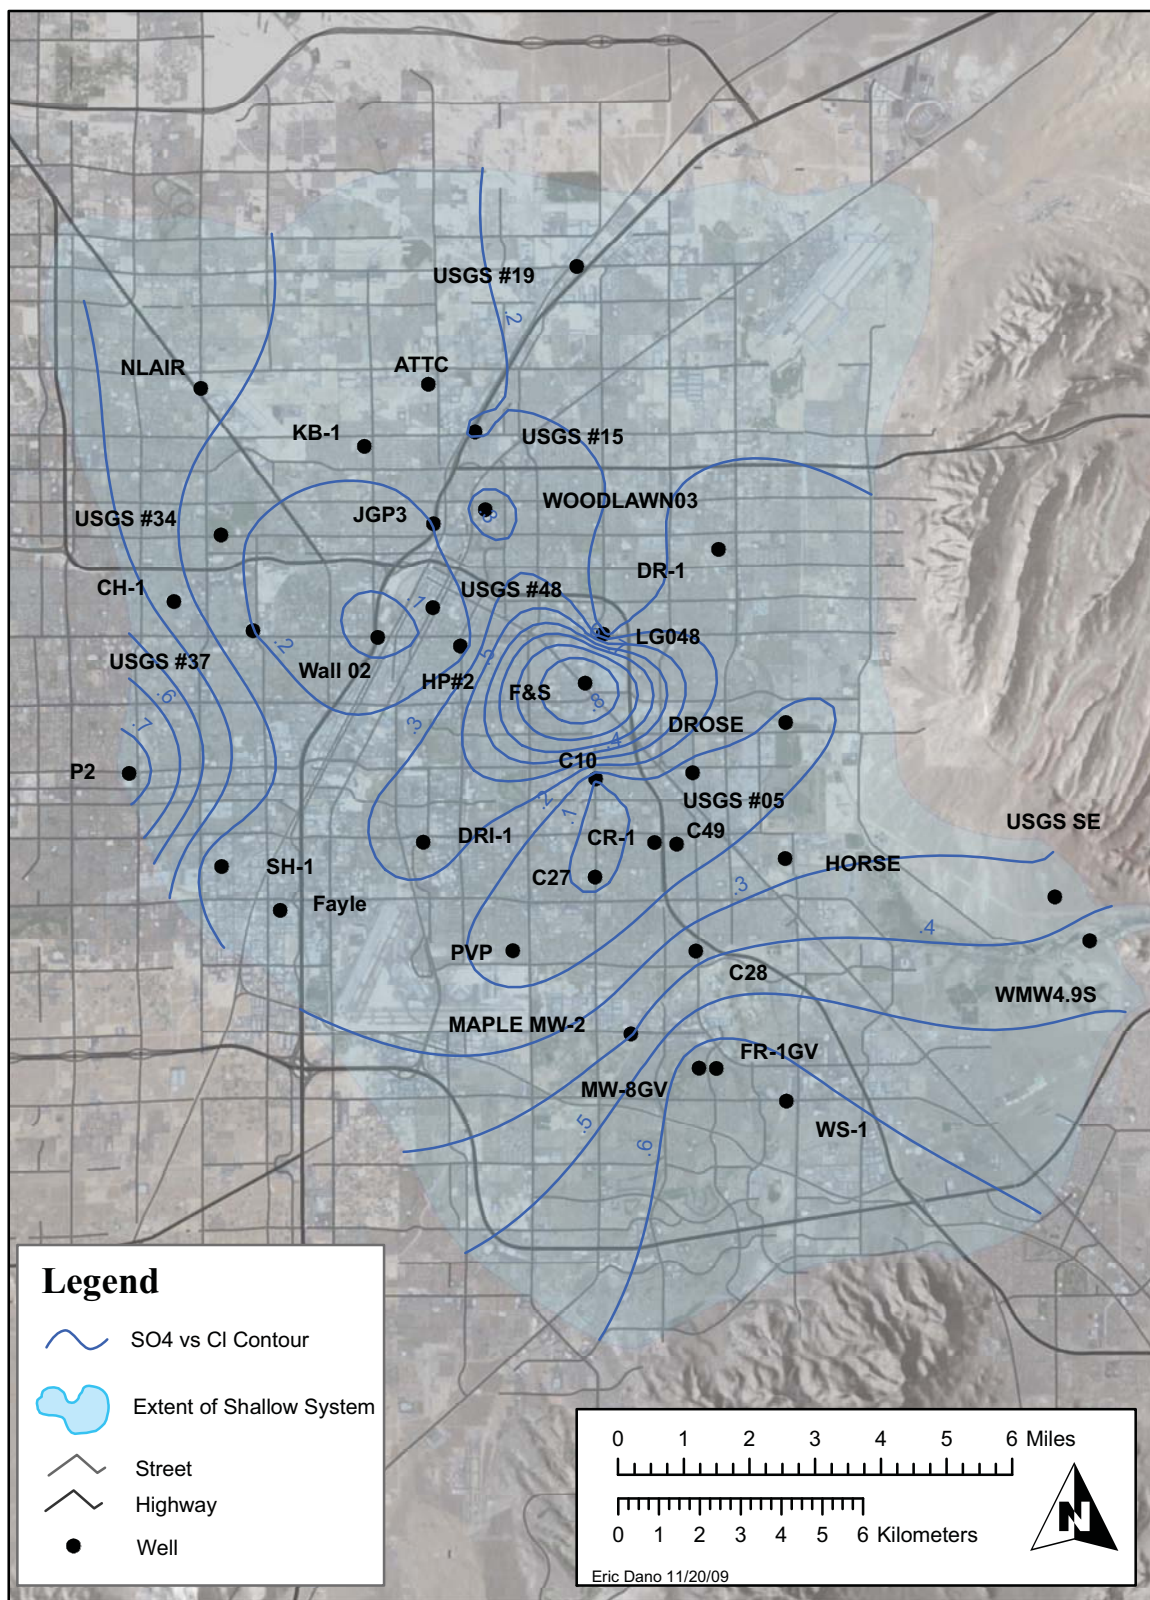 USGS #19
.2
NLAIR
ATTC
KB-1
USGS #15
WOODLAWN03
.3
USGS #34
JGP3
DR-1
CH-1
.1
USGS #48
LG048
.2
USGS #37
Wall 02
HP#2
.5
F&S
.6
.7
.8
.3
.4
DROSE
P2
C10
USGS #05
.2
.1
DRI-1
CR-1
C49
USGS SE
SH-1
C27
HORSE
.3
Fayle
.4
PVP
C28
WMW4.9S
MAPLE MW-2
FR-1GV
MW-8GV
.5
.6
WS-1
Legend
SO4 vs Cl Contour
Extent of Shallow System
Street
Highway
Well
0 1 2 3 4 5 6 Miles
0 1 2 3 4 5 6 Kilometers
N
Eric Dano 11/20/09